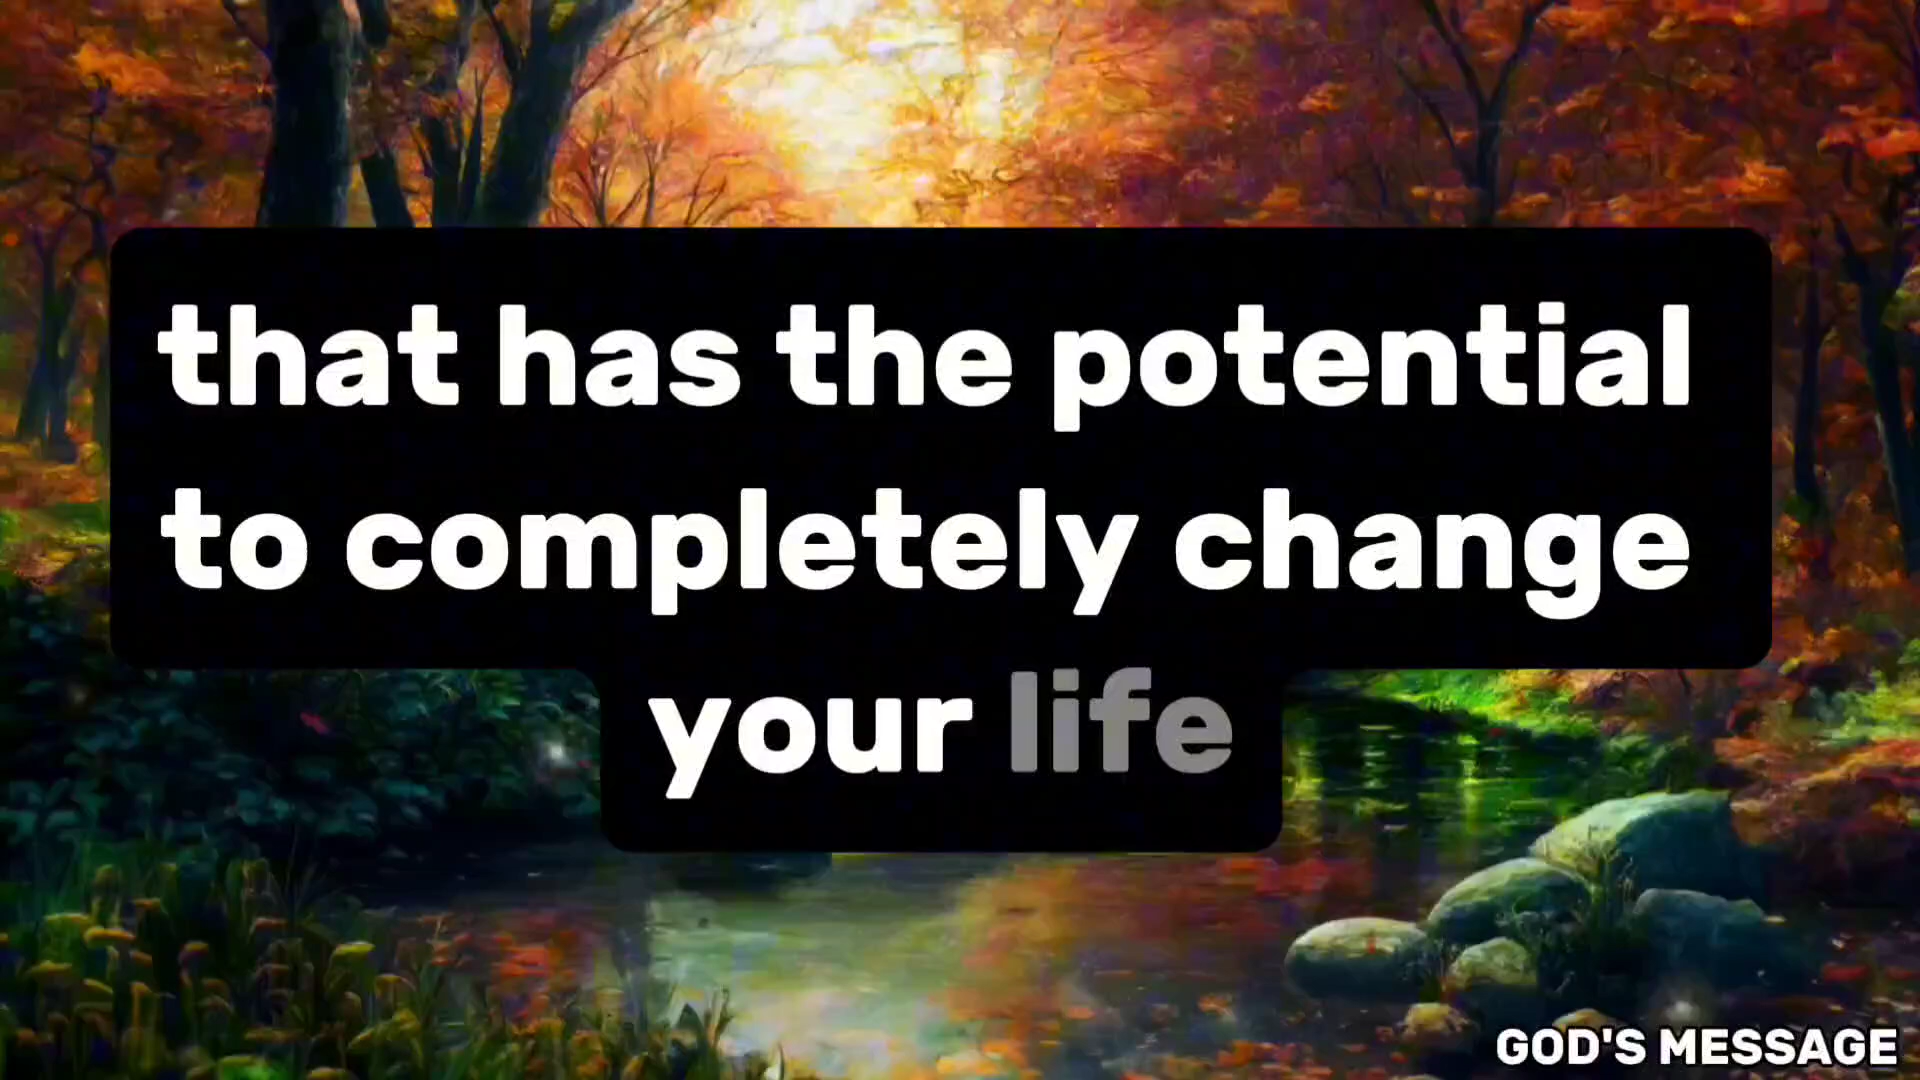 that has the potential
to completely change
your life
GOD'S MESSAGE